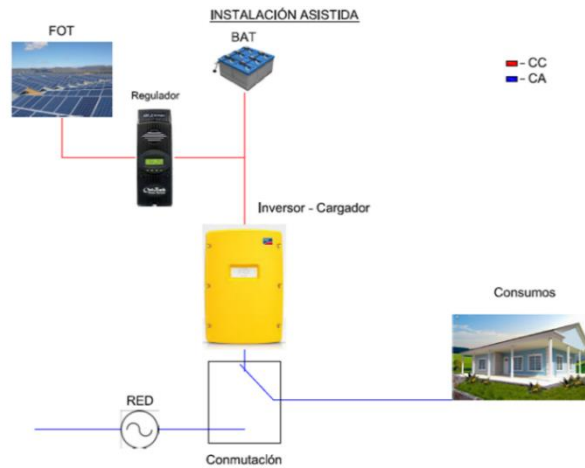 INSTALACIÓN ASISTIDA
FOT
BAT
- CC
- CA
Regulador
Inversor - Cargador
Consumos
RED
Conmutación